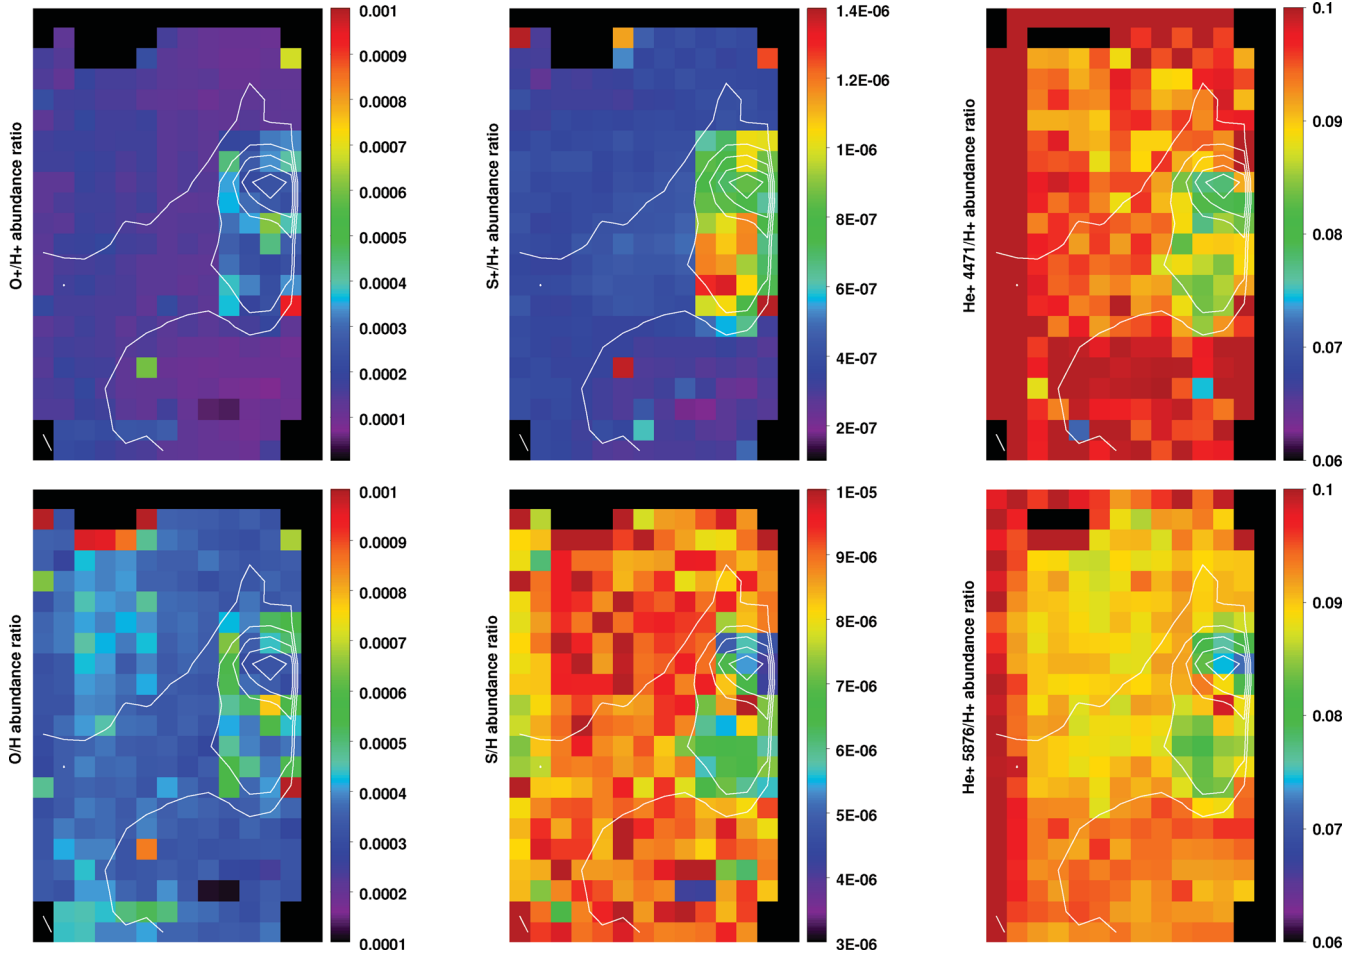 O+/H+ abundance ratio
0.001
0.0009
0.0008
0.0007
0.0006
0.0005
0.0004
0.0003
0.0002
0.0001
S+/H+ abundance ratio
1.4E-06
1.2E-06
1E-06
8E-07
6E-07
4E-07
2E-07
He+ 4471/H+ abundance ratio
0.1
0.09
0.08
0.07
0.06
O/H abundance ratio
0.001
0.0009
0.0008
0.0007
0.0006
0.0005
0.0004
0.0003
0.0002
0.0001
S/H abundance ratio
1E-05
9E-06
8E-06
7E-06
6E-06
5E-06
4E-06
3E-06
He+ 5876/H+ abundance ratio
0.1
0.09
0.08
0.07
0.06